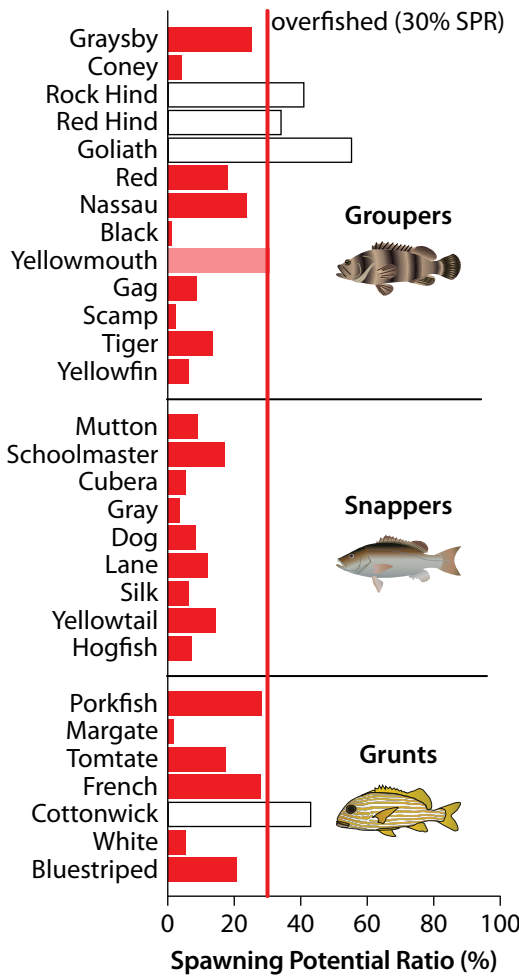 overfished (30% SPR)
Graysby
Coney
Rock Hind
Red Hind
Goliath
Red
Nassau
Black
Yellowmouth
Gag
Scamp
Tiger
Yellowfin
Groupers
Mutton
Schoolmaster
Cubera
Gray
Dog
Lane
Silk
Yellowtail
Hogfish
Snappers
Porkfish
Margate
Tomtate
French
Cottonwick
White
Bluestriped
Grunts
0 20 40 60 80 100
Spawning Potential Ratio (%)